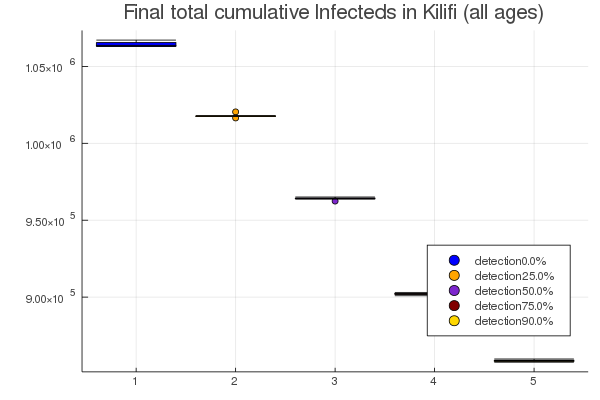 Final total cumulative Infecteds in Kilifi (all ages)
1.05×10 6
1.00×10 6
9.50×10 5
9.00×10 5
detection0.0%
detection25.0%
detection50.0%
detection75.0%
detection90.0%
1 2 3 4 5